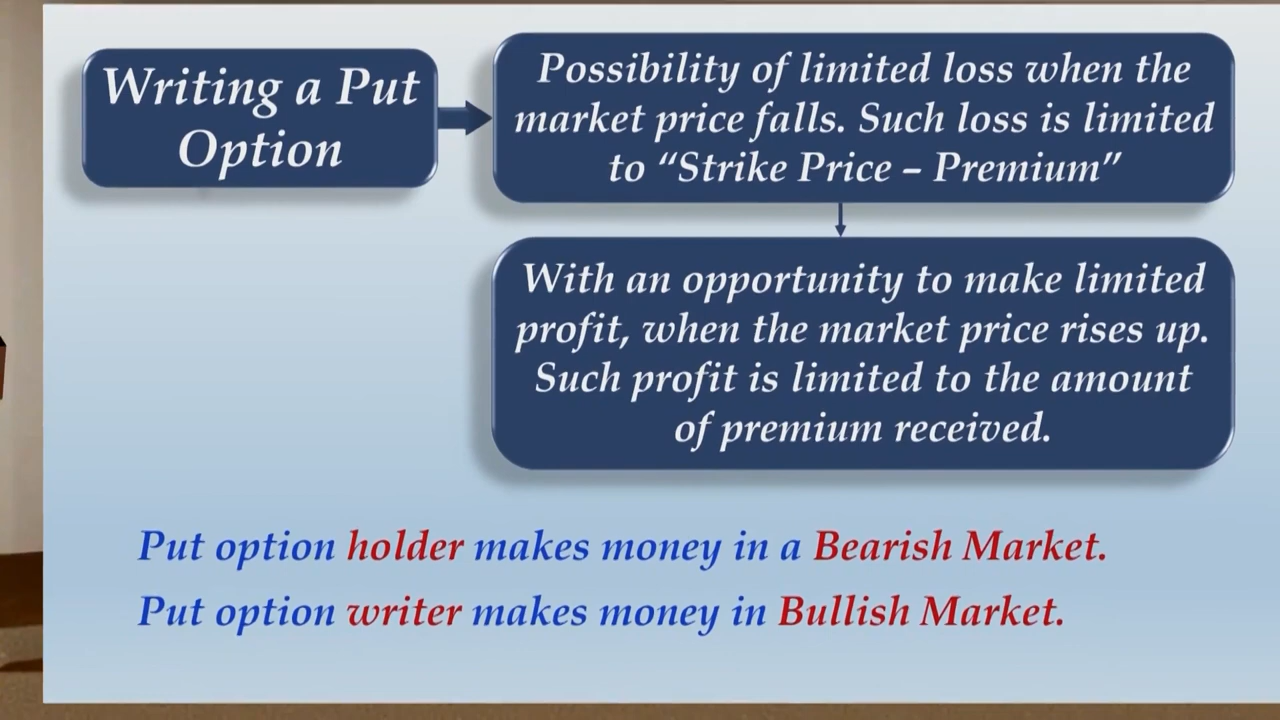 Writing a Put
Option
Possibility of limited loss when the
market price falls. Such loss is limited
to “Strike Price – Premium”
With an opportunity to make limited
profit, when the market price rises up.
Such profit is limited to the amount
of premium received.
Put option holder makes money in a Bearish Market.
Put option writer makes money in Bullish Market.